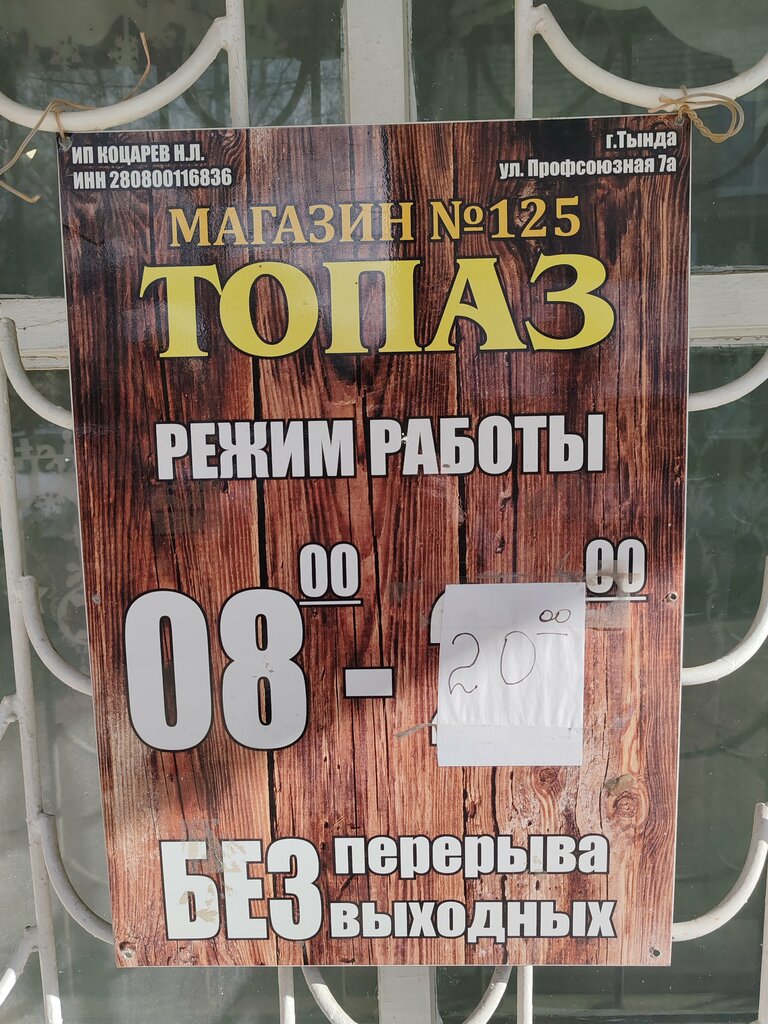 ИП КОЦАРЕВ Н.Л.
ИНН 280800116836
г.Тында
ул. Профсоюзная 7а
МАГАЗИН №125
ТОПАЗ
РЕЖИМ РАБОТЫ
08 00 - 20 00 00
БЕЗ перерыва
выходных